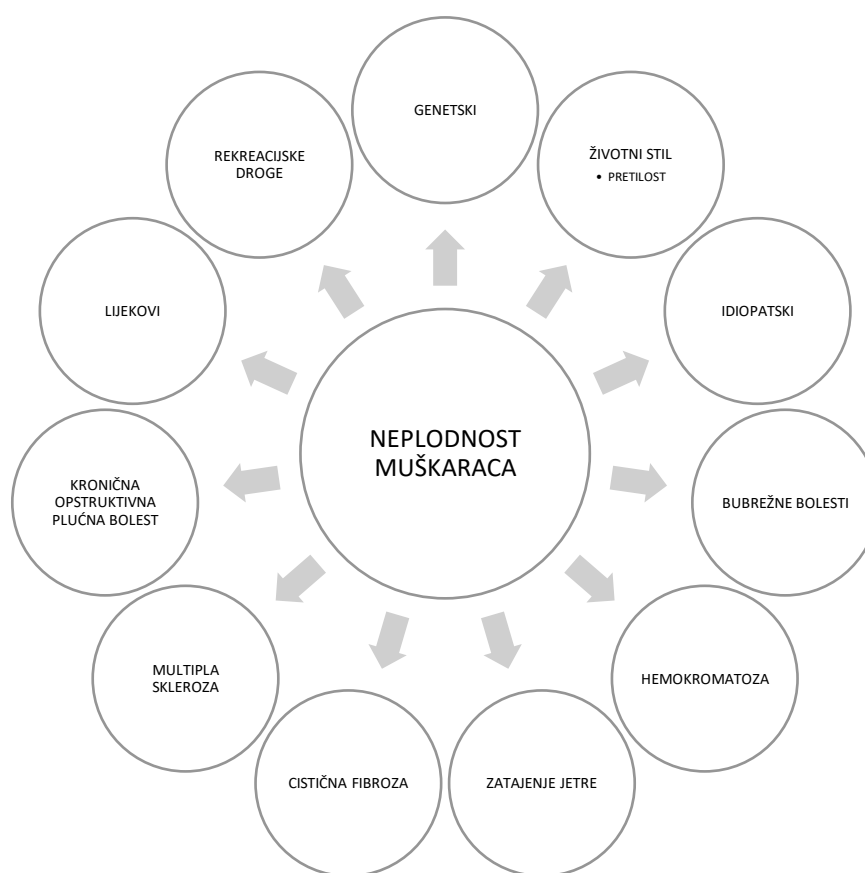 GENETSKI
ŽIVOTNI STIL
• PRETILOST
IDIOPATSKI
BUBREŽNE BOLESTI
HEMOKROMATOZA
ZATAJENJE JETRE
CISTIČNA FIBROZA
MULTIPLA
SKLEROZA
KRONIČNA
OPSTRUKTIVNA
PLUĆNA BOLEST
LIJEKOVI
REKREACIJSKE
DROGE
NEPLODNOST
MUŠKARACA